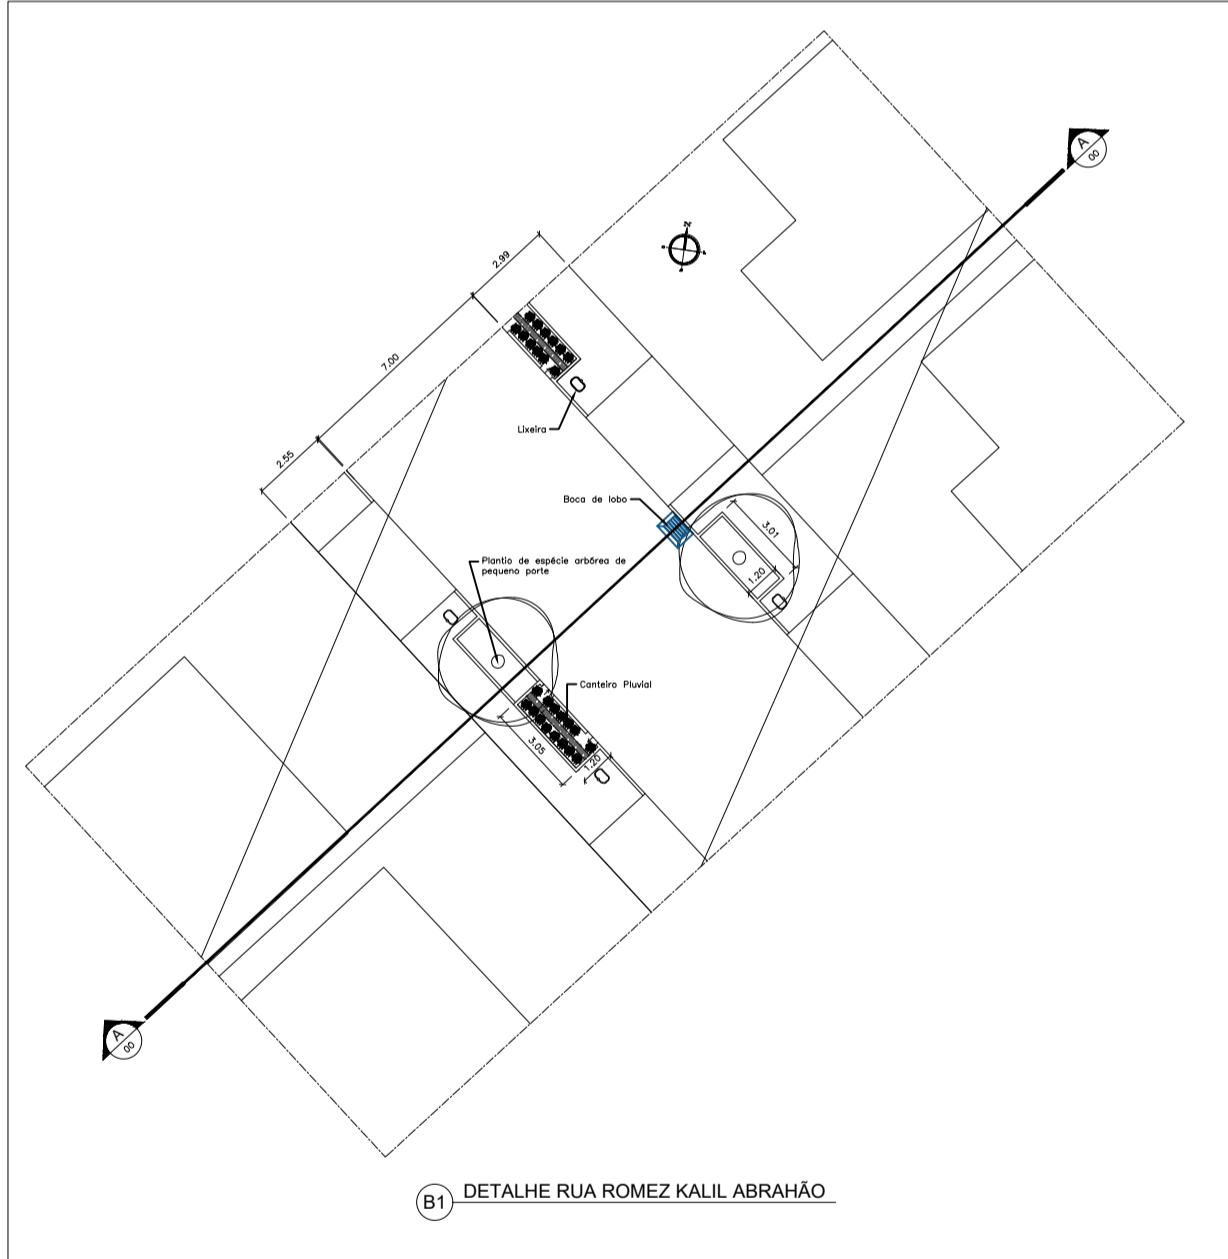 A
00
N
2.99
7.00
2.55
Lixeira
Boca de lobo
3.01
1.20
Plantio de espécie arbórea de
pequeno porte
Canteiro Pluvial
3.05
1.20
A
00
B1 DETALHE RUA ROMEZ KALIL ABRAHÃO